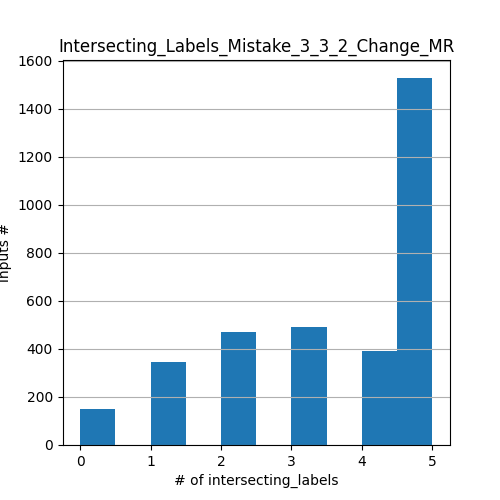 Intersecting_Labels_Mistake_3_3_2_Change_MR
1600
1400
1200
1000
800
600
400
200
0
Inputs #
0 1 2 3 4 5
# of intersecting_labels